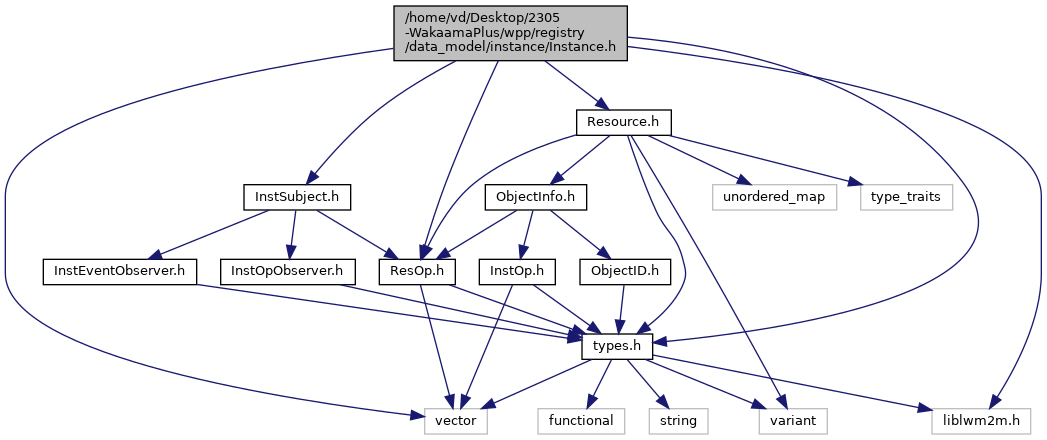 /home/vd/Desktop/2305
-WakaamaPlus/wpp/registry
/data_model/instance/Instance.h
Resource.h
InstSubject.h
ObjectInfo.h
unordered_map
type_traits
InstEventObserver.h
InstOpObserver.h
ResOp.h
InstOp.h
ObjectID.h
types.h
vector
functional
string
variant
liblwm2m.h